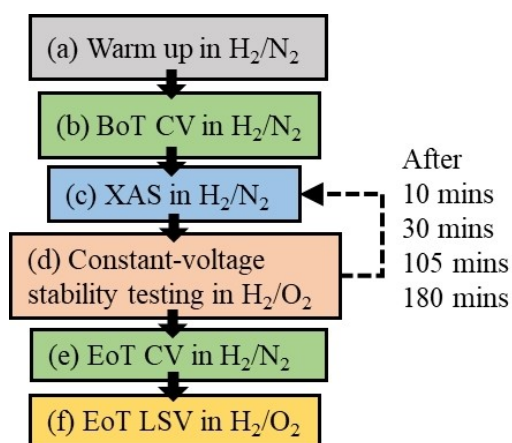 (a) Warm up in H₂/N₂
(b) BoT CV in H₂/N₂
(c) XAS in H₂/N₂
(d) Constant-voltage
stability testing in H₂/O₂
(e) EoT CV in H₂/N₂
(f) EoT LSV in H₂/O₂
After
10 mins
30 mins
105 mins
180 mins